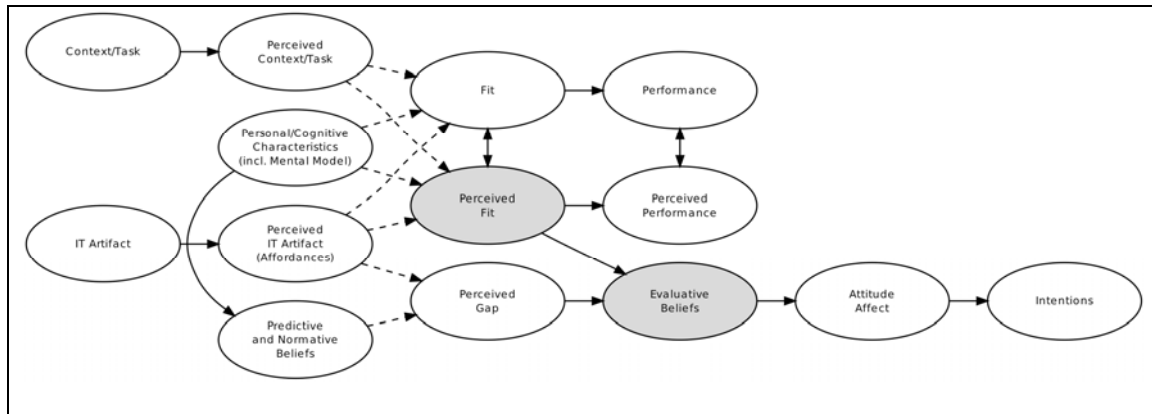 Context/Task
Perceived
Context/Task
Personal/Cognitive
Characteristics
(incl. Mental Model)
IT Artifact
Perceived
IT Artifact
(Affordances)
Predictive
and Normative
Beliefs
Fit
Performance
Perceived
Fit
Perceived
Performance
Perceived
Gap
Evaluative
Beliefs
Attitude
Affect
Intentions